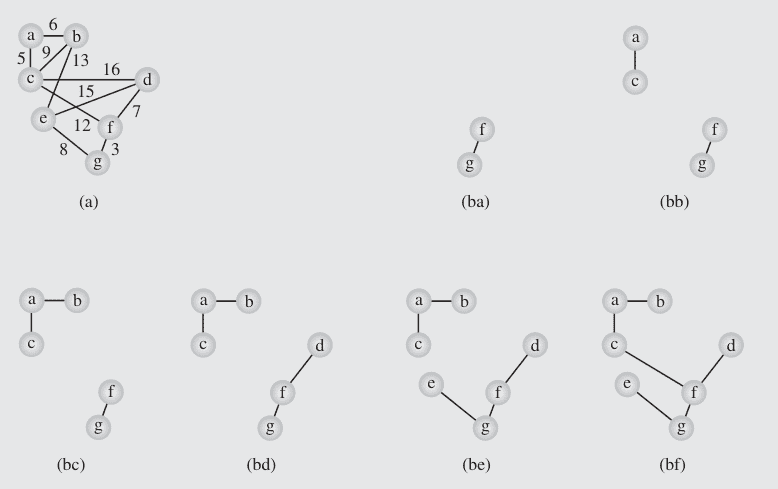 a 6 b
5 9 13
c 16 d
15
e 12 f 7
8 3
g
(a)
f
g
(ba)
a
c
f
g
(bb)
a b
c
f
g
(bc)
a b
c d
f
g
(bd)
a b
c d
e f
g
(be)
a b
c d
e f
g
(bf)